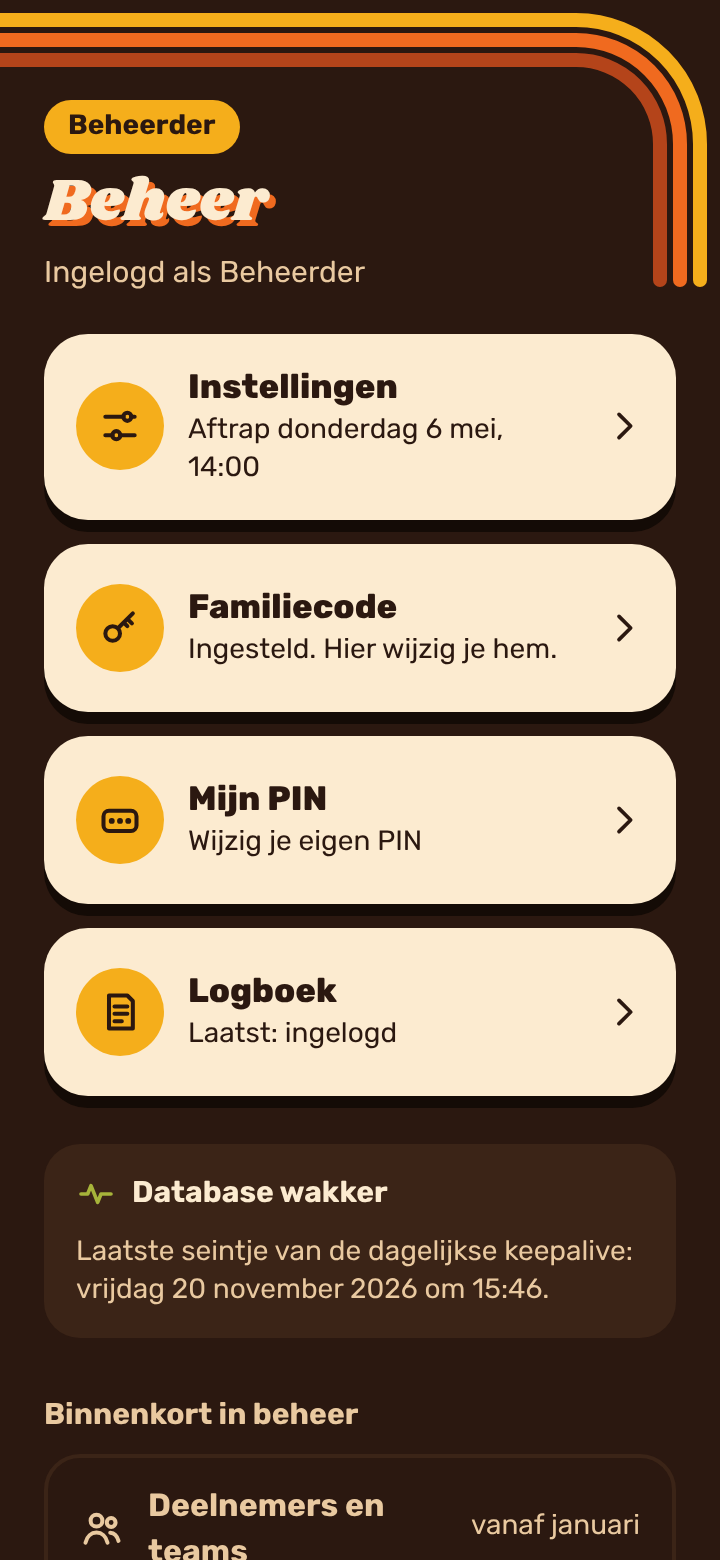 Beheerder
Beheer
Ingelogd als Beheerder
Instellingen
Aftrap donderdag 6 mei,
14:00
Familiecode
Ingesteld. Hier wijzig je hem.
Mijn PIN
Wijzig je eigen PIN
Logboek
Laatst: ingelogd
Database wakker
Laatste seintje van de dagelijkse keepalive:
vrijdag 20 november 2026 om 15:46.
Binnenkort in beheer
Deelnemers en
teams
vanaf januari